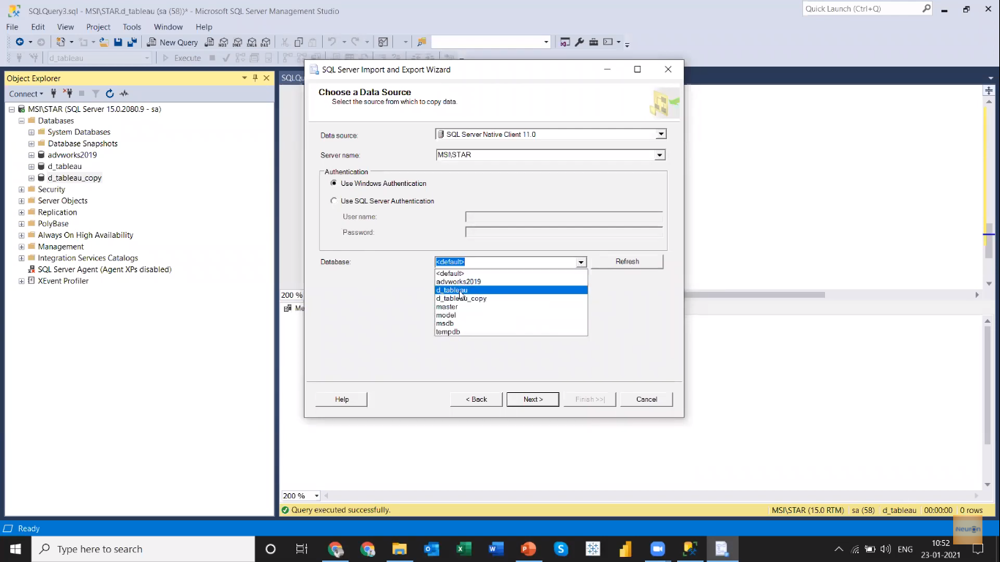 SQLQuery3.sql - MSI\STAR.d_tableau (sa (58))* - Microsoft SQL Server Management Studio
Quick Launch (Ctrl+Q)
File Edit View Project Tools Window Help
New Query
MDX DMX XMLA DAX
d_tableau
Execute
Object Explorer
Connect
MSI\STAR (SQL Server 15.0.2080.9 - sa)
Databases
System Databases
Database Snapshots
advworks2019
d_tableau
d_tableau_copy
Security
Server Objects
Replication
PolyBase
Always On High Availability
Management
Integration Services Catalogs
SQL Server Agent (Agent XPs disabled)
XEvent Profiler
SQLQu
SQL Server Import and Export Wizard
Choose a Data Source
Select the source from which to copy data.
Data source:
SQL Server Native Client 11.0
Server name:
MSI\STAR
Authentication
Use Windows Authentication
Use SQL Server Authentication
User name:
Password:
Database:
<default>
Refresh
<default>
advworks2019
d_tableau
d_tableau_copy
master
model
msdb
tempdb
Help
< Back
Next >
Finish >>|
Cancel
200 %
Me
200 %
Query executed successfully.
MSI\STAR (15.0 RTM) sa (58) d_tableau 00:00:00 0 rows
Ready
Neuron
Type here to search
ENG
10:52
23-01-2021